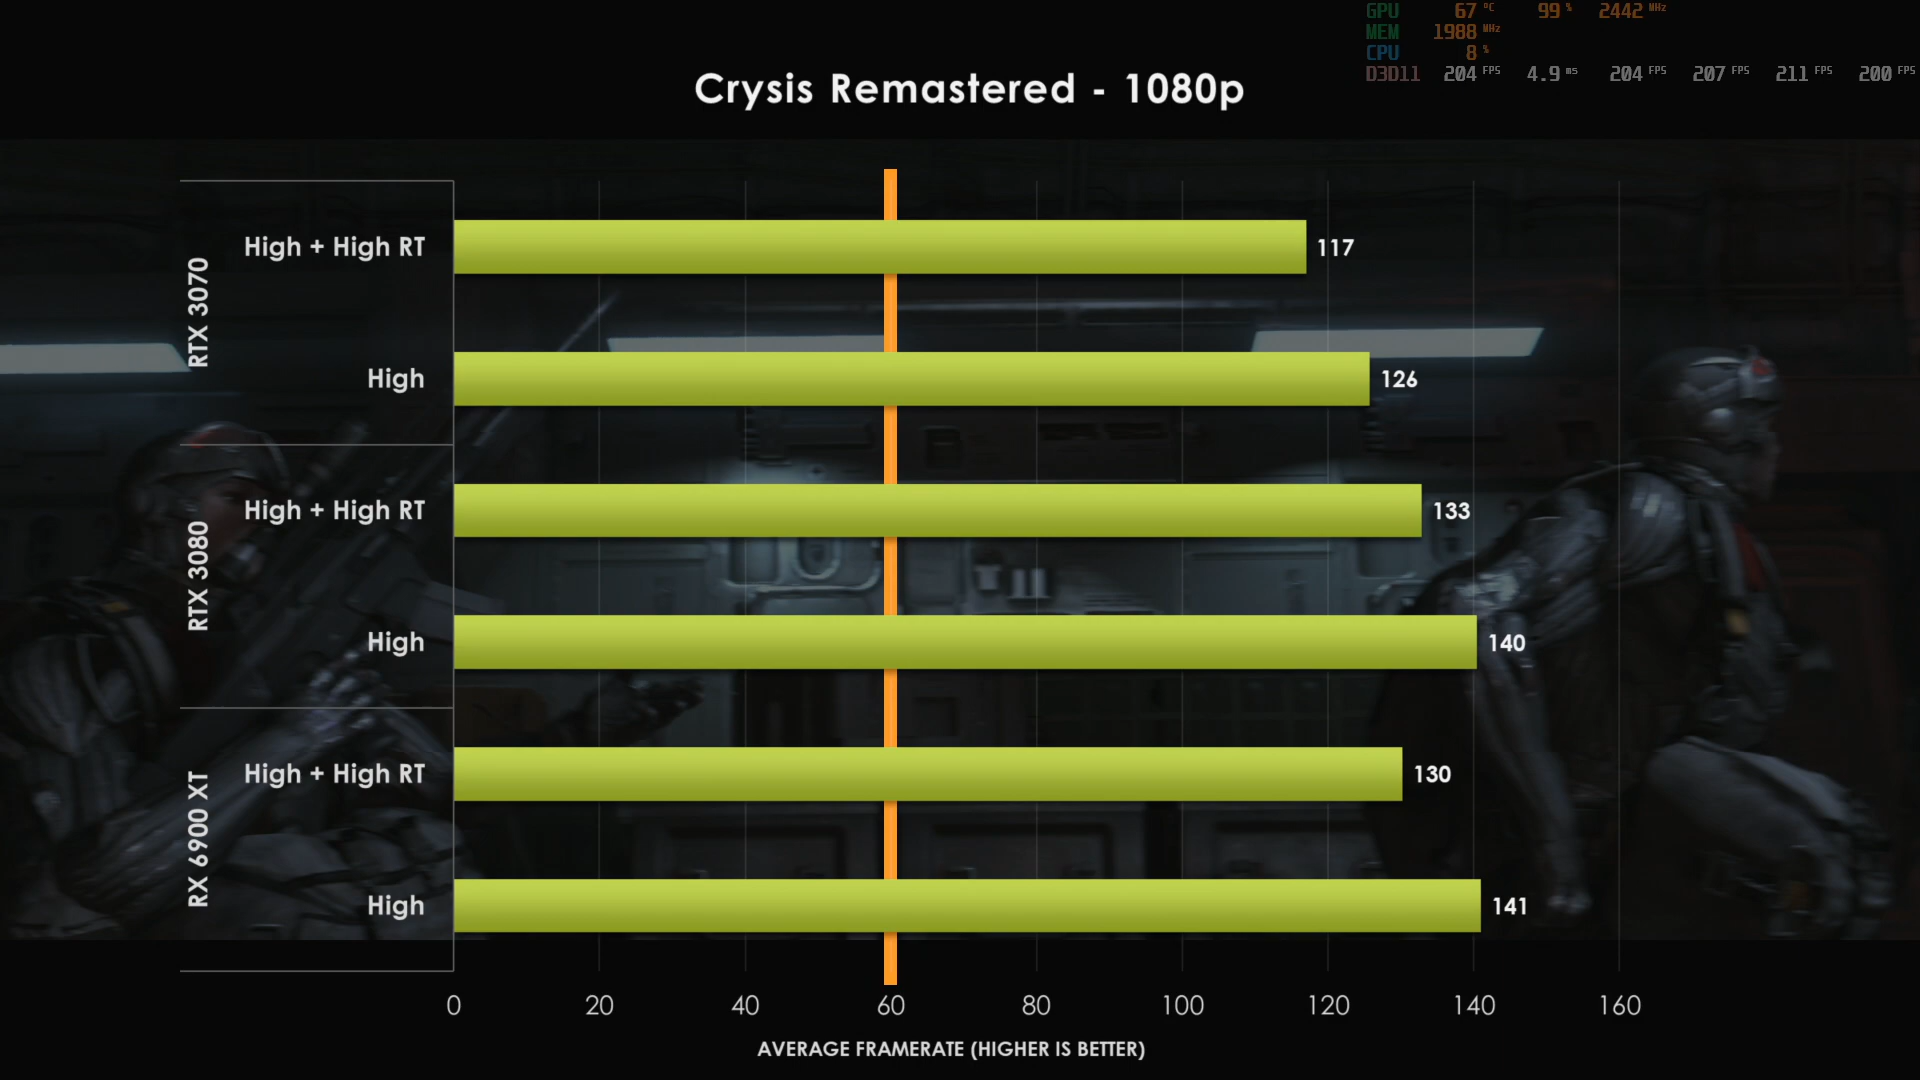 GPU 67 °C 99 % 2442 MHz
MEM 1988 MHz
CPU 8 %
D3D11 204 FPS 4.9 ms 204 FPS 207 FPS 211 FPS 200 FPS
Crysis Remastered - 1080p
RTX 3070
High + High RT 117
High 126
RTX 3080
High + High RT 133
High 140
RX 6900 XT
High + High RT 130
High 141
0 20 40 60 80 100 120 140 160
AVERAGE FRAMERATE (HIGHER IS BETTER)